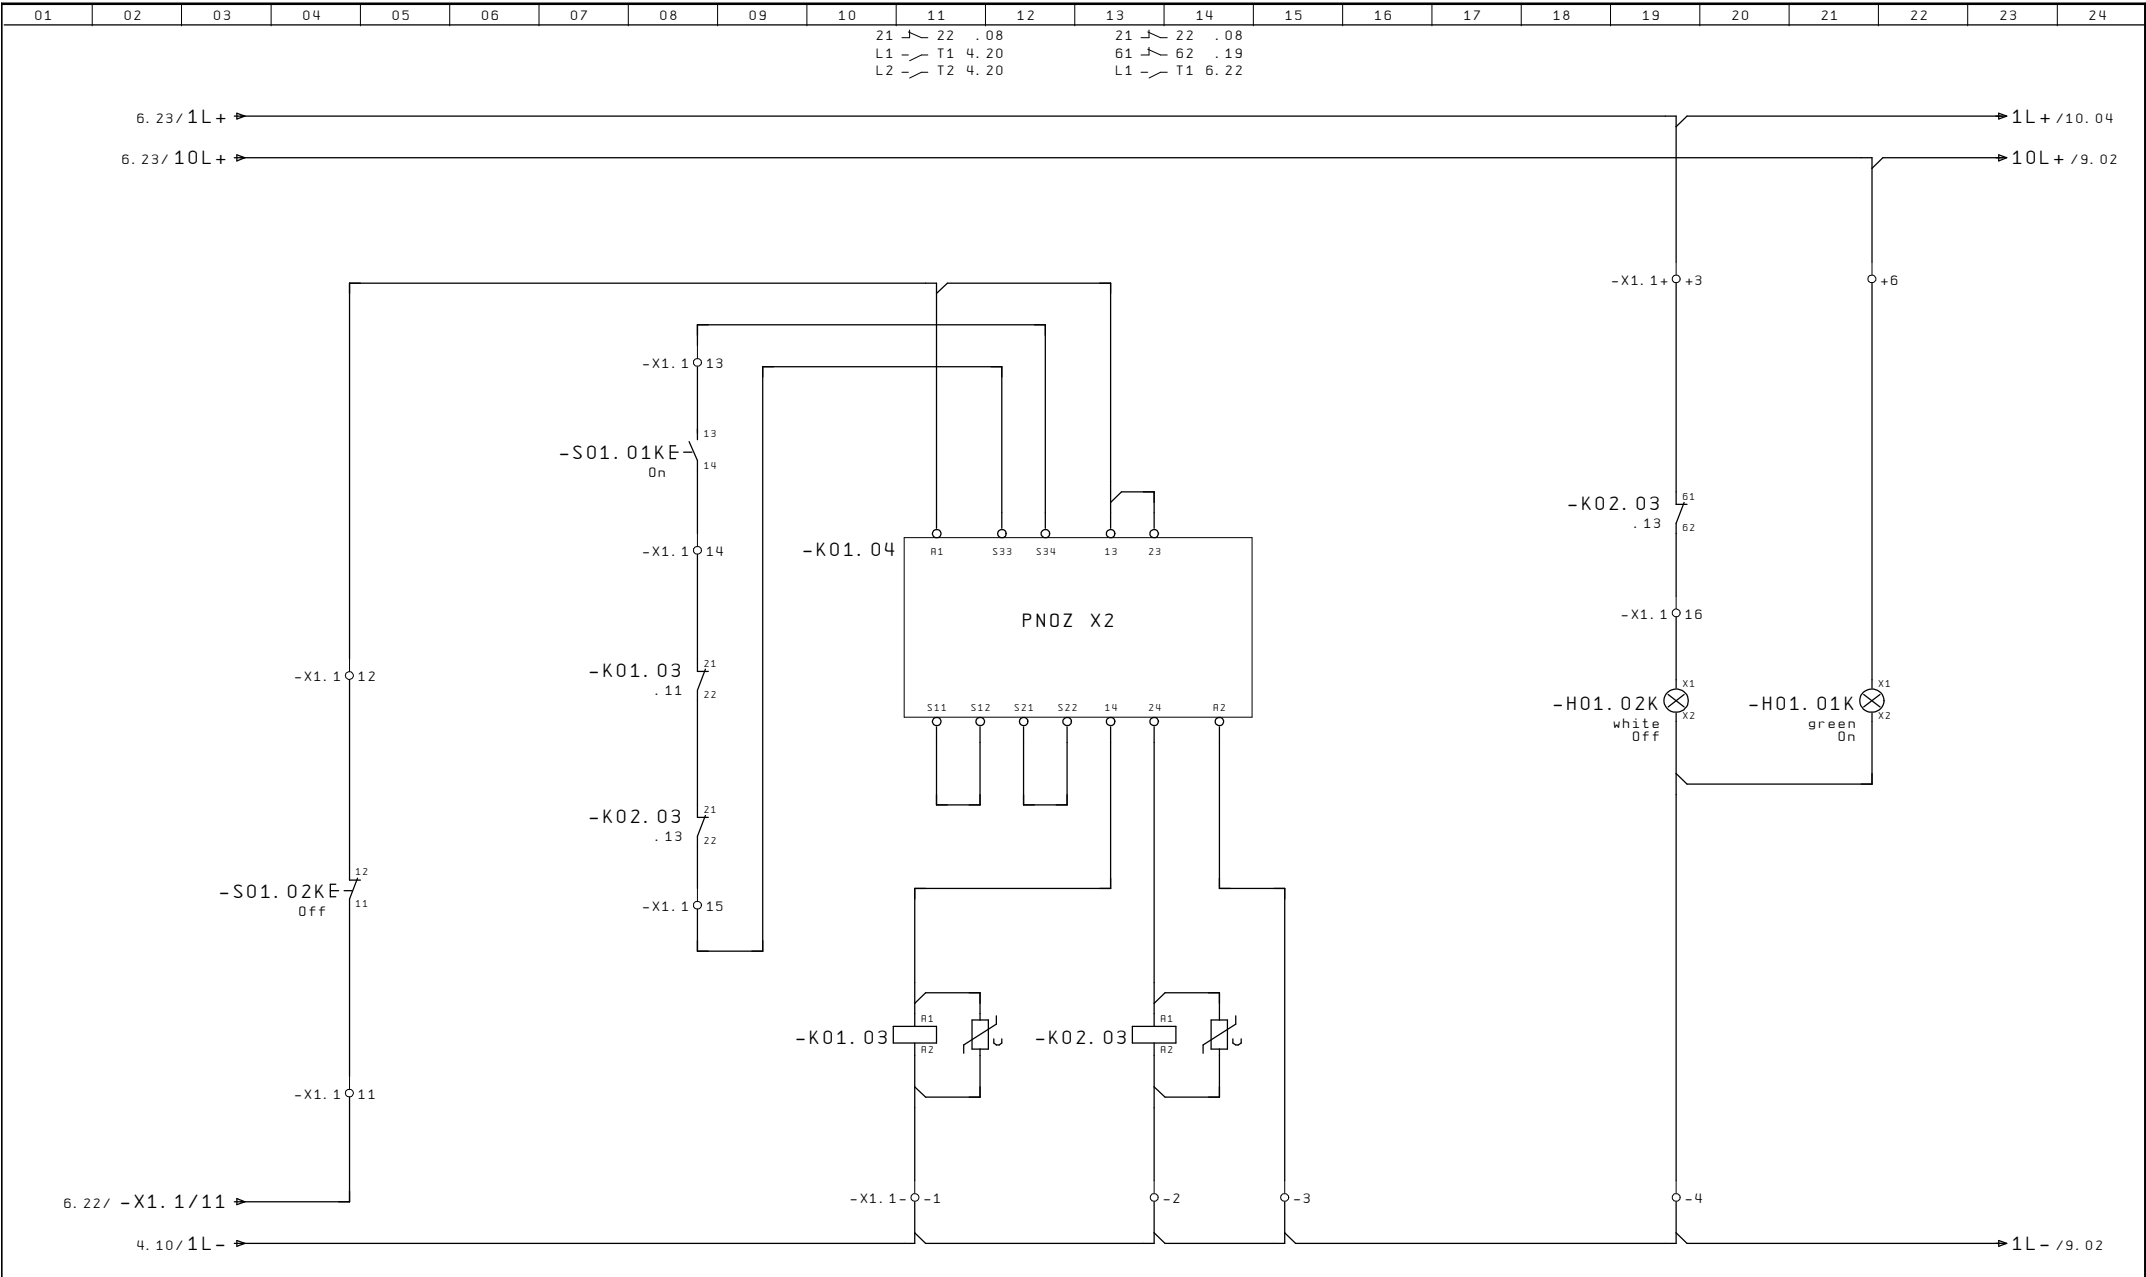 01 02 03 04 05 06 07 08 09 10 11 12 13 14 15 16 17 18 19 20 21 22 23 24
21 22 .08 21 22 .08
L1 T1 4.20 61 62 .19
L2 T2 4.20 L1 T1 6.22
6.23/1L+ 1L+/10.04
6.23/10L+ 10L+/9.02
-X1.1+ +3 +6
-X1.1 13
13
-S01.01KE
On
14
-K02.03
.13
61
62
-X1.1 14
-K01.04
A1 S33 S34 13 23
PNOZ X2
-X1.1 16
-X1.1 12
-K01.03
.11
21
22
S11 S12 S21 S22 14 24 A2
-H01.02K
white
Off
X1
X2
-H01.01K
green
On
X1
X2
-K02.03
.13
21
22
-S01.02KE
Off
12
11
-X1.1 15
-K01.03
A1
A2
U
-K02.03
A1
A2
U
-X1.1 11
6.22/-X1.1/11
-X1.1- -1 -2 -3 -4
4.10/1L- 1L-/9.02